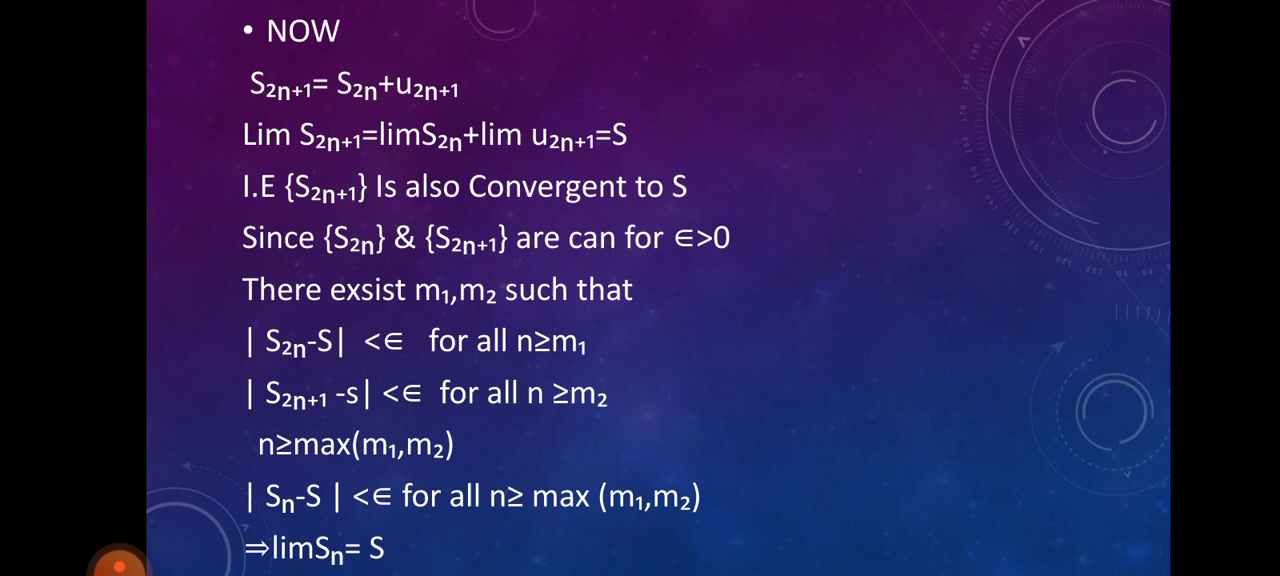 • NOW
S₂ₙ₊₁= S₂ₙ+u₂ₙ₊₁
Lim S₂ₙ₊₁=limS₂ₙ+lim u₂ₙ₊₁=S
I.E {S₂ₙ₊₁} Is also Convergent to S
Since {S₂ₙ} & {S₂ₙ₊₁} are can for ∈>0
There exsist m₁,m₂ such that
| S₂ₙ-S| <∈ for all n≥m₁
| S₂ₙ₊₁ -s| <∈ for all n ≥m₂
n≥max(m₁,m₂)
| Sₙ-S | <∈ for all n≥ max (m₁,m₂)
⇒limSₙ= S